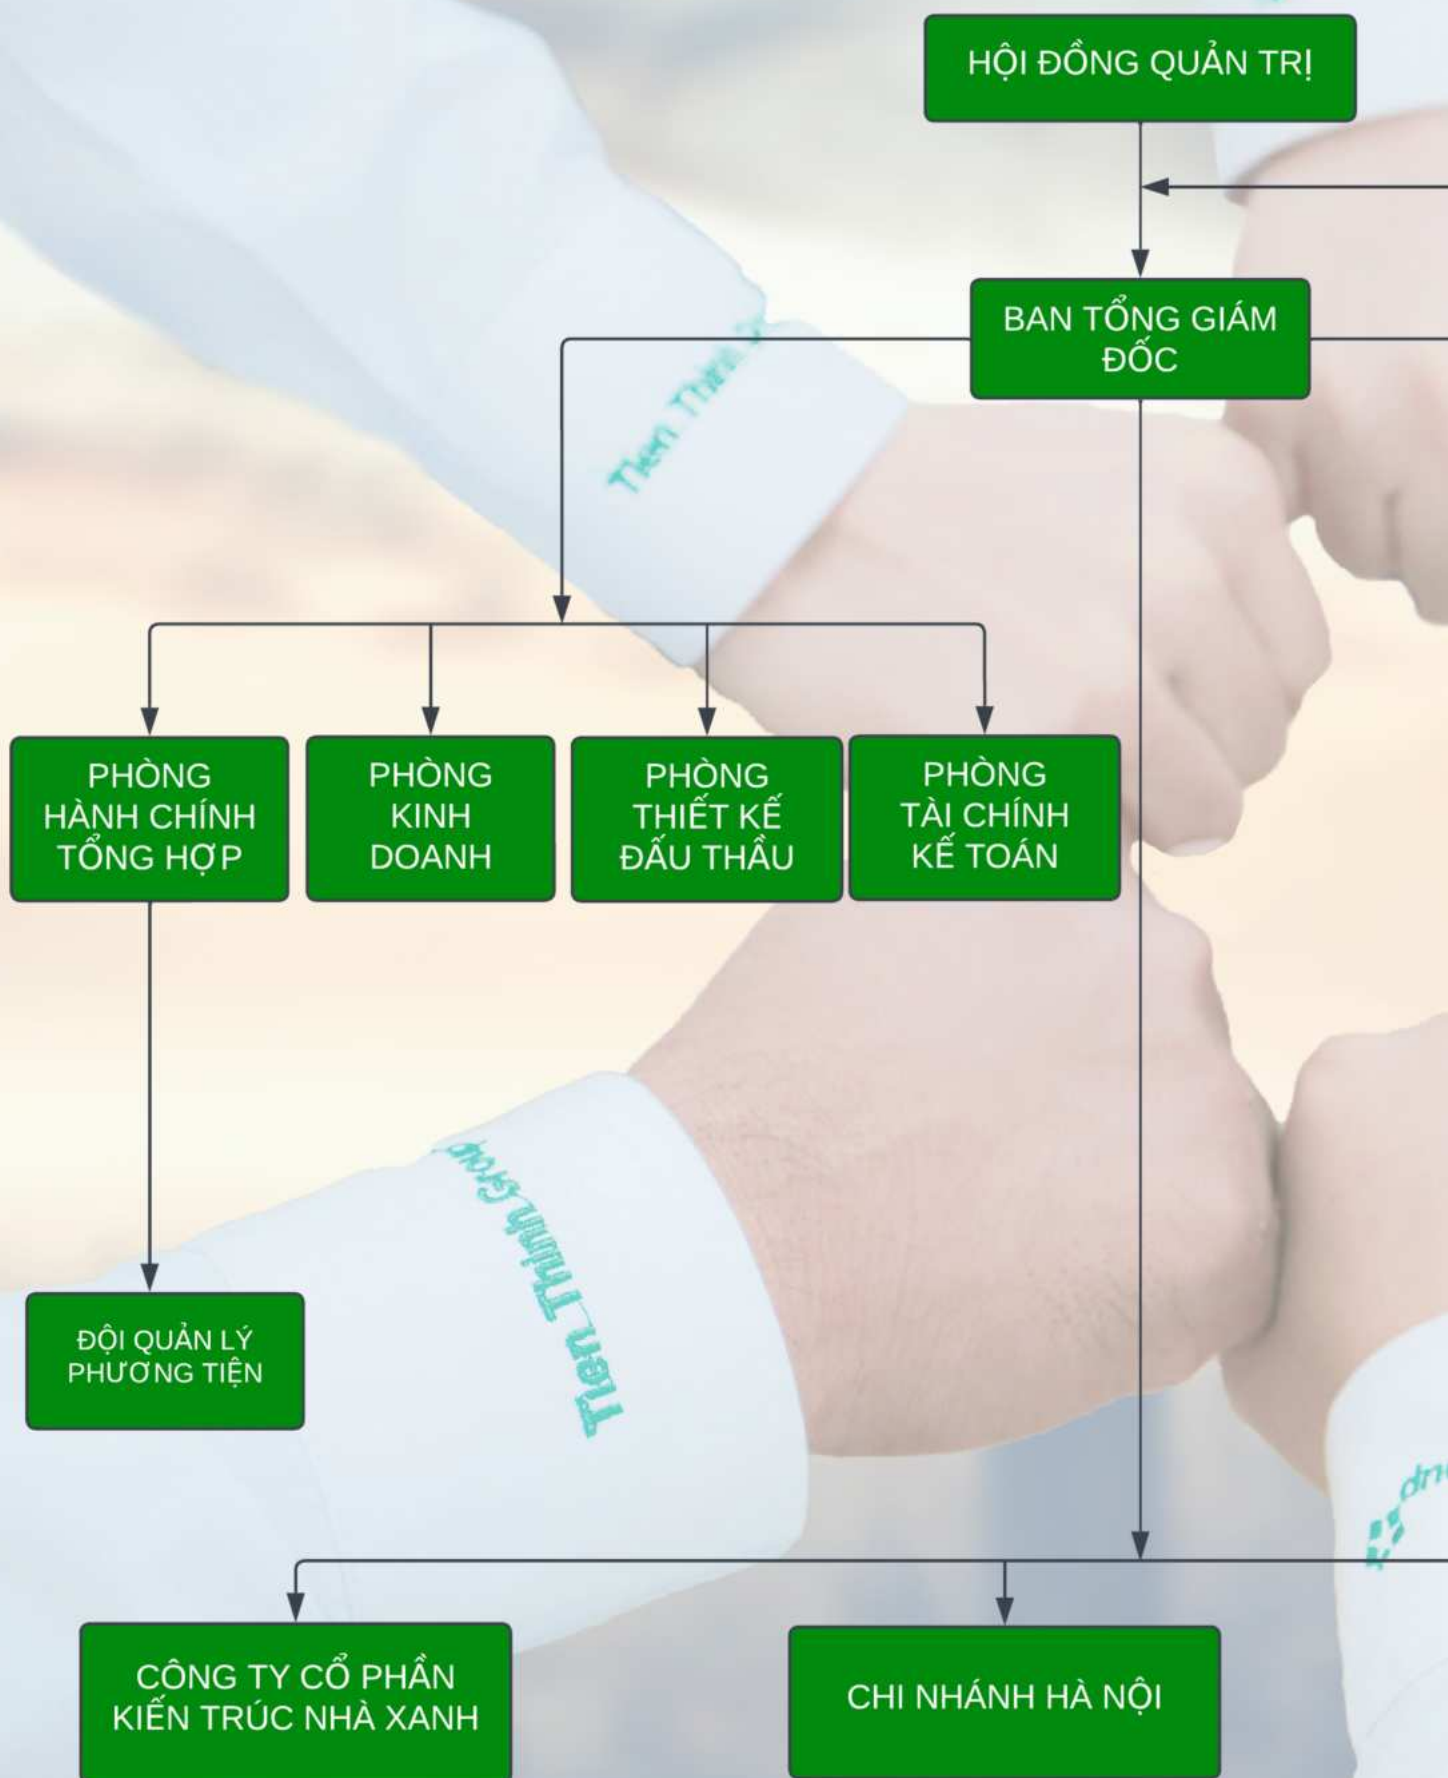 HỘI ĐỒNG QUẢN TRỊ
BAN TỔNG GIÁM
ĐỐC
Tien Thinh
PHÒNG
HÀNH CHÍNH
TỔNG HỢP
PHÒNG
KINH
DOANH
PHÒNG
THIẾT KẾ
ĐẤU THẦU
PHÒNG
TÀI CHÍNH
KẾ TOÁN
Tien Thinh Group
ĐỘI QUẢN LÝ
PHƯƠNG TIỆN
CÔNG TY CỔ PHẦN
KIẾN TRÚC NHÀ XANH
CHI NHÁNH HÀ NỘI